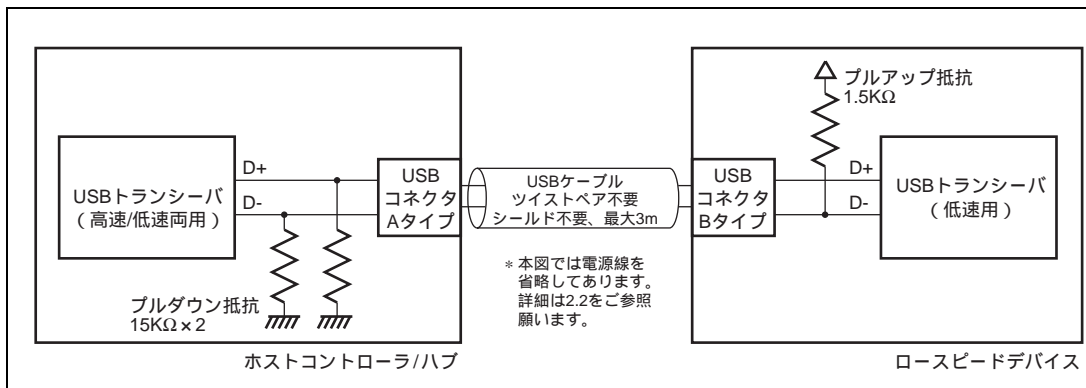 USBトランシーバ
(高速/低速両用)
D+
D-
プルダウン抵抗
15KΩ×2
USB
コネクタ
Aタイプ
ホストコントローラ/ハブ
USBケーブル
ツイストペア不要
シールド不要、最大3m
* 本図では電源線を
省略してあります。
詳細は2.2をご参照
願います。
USB
コネクタ
Bタイプ
プルアップ抵抗
1.5KΩ
D+
D-
USBトランシーバ
(低速用)
ロースピードデバイス